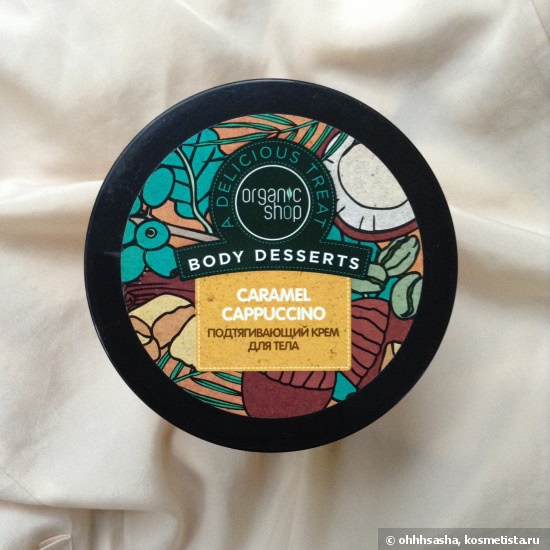 A DELICIOUS TREAT
organic
shop
BODY DESSERTS
CARAMEL
CAPPUCCINO
ПОДТЯГИВАЮЩИЙ КРЕМ
ДЛЯ ТЕЛА
© ohhhsasha, kosmetista.ru